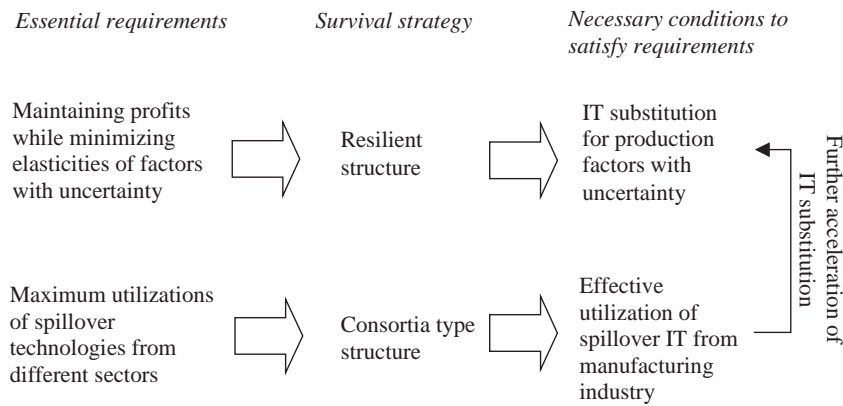 Essential requirements
Survival strategy
Necessary conditions to
satisfy requirements
Maintaining profits
while minimizing
elasticities of factors
with uncertainty
Resilient
structure
IT substitution
for production
factors with
uncertainty
Further acceleration of
IT substitution
Maximum utilizations
of spillover
technologies from
different sectors
Consortia type
structure
Effective
utilization of
spillover IT from
manufacturing
industry